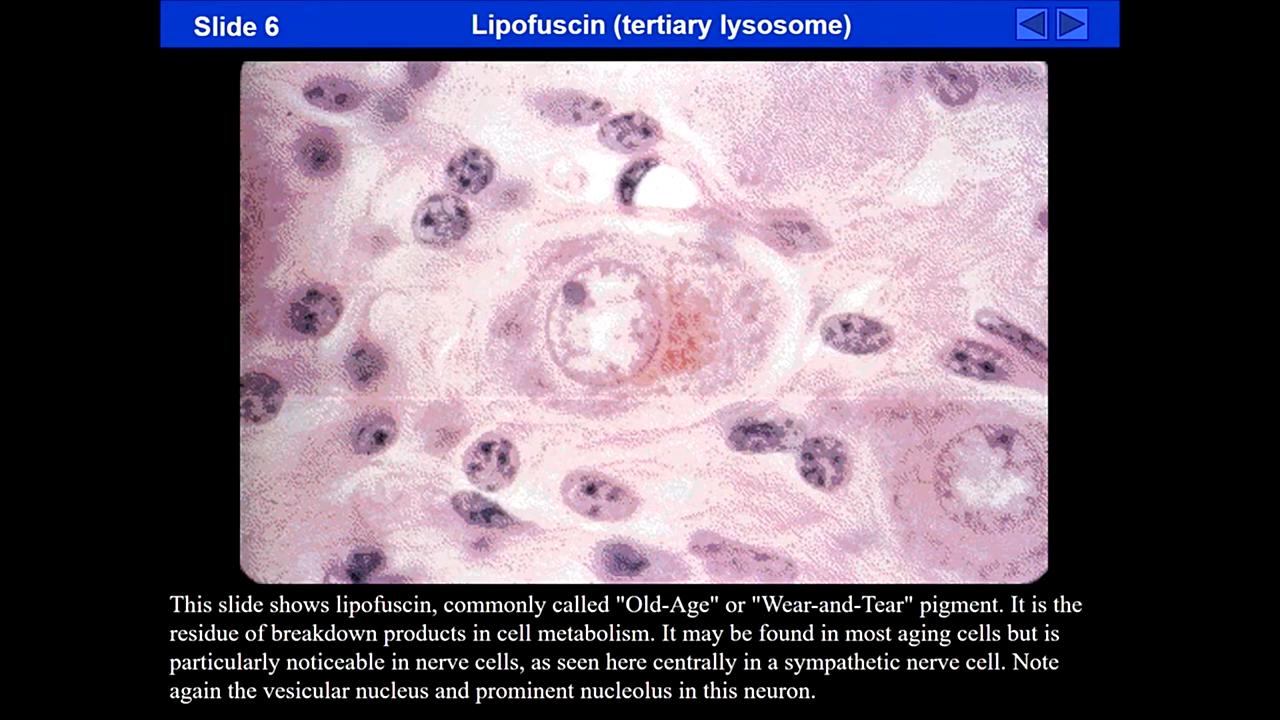 Slide 6
Lipofuscin (tertiary lysosome)
This slide shows lipofuscin, commonly called "Old-Age" or "Wear-and-Tear" pigment. It is the
residue of breakdown products in cell metabolism. It may be found in most aging cells but is
particularly noticeable in nerve cells, as seen here centrally in a sympathetic nerve cell. Note
again the vesicular nucleus and prominent nucleolus in this neuron.